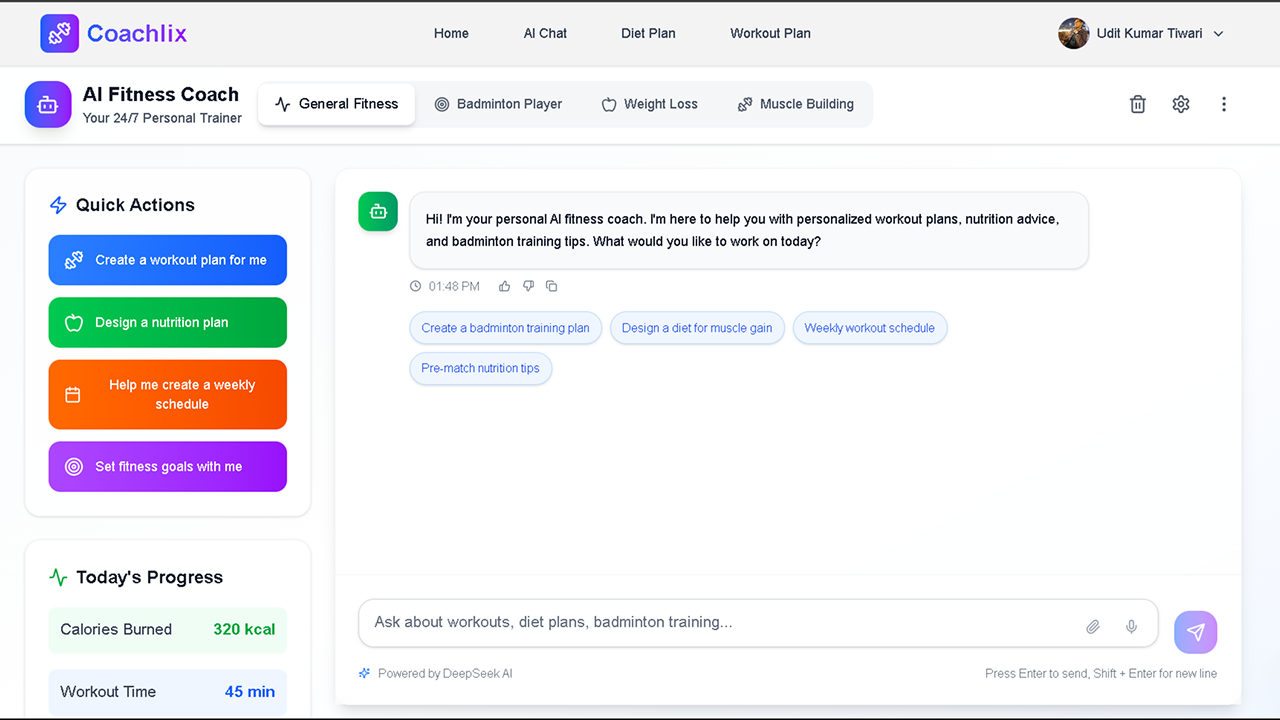 Coachlix
Home
AI Chat
Diet Plan
Workout Plan
Udit Kumar Tiwari
AI Fitness Coach
Your 24/7 Personal Trainer
General Fitness
Badminton Player
Weight Loss
Muscle Building
Quick Actions
Create a workout plan for me
Design a nutrition plan
Help me create a weekly
schedule
Set fitness goals with me
Today's Progress
Calories Burned
320 kcal
Workout Time
45 min
Hi! I'm your personal AI fitness coach. I'm here to help you with personalized workout plans, nutrition advice,
and badminton training tips. What would you like to work on today?
01:48 PM
Create a badminton training plan
Design a diet for muscle gain
Weekly workout schedule
Pre-match nutrition tips
Ask about workouts, diet plans, badminton training...
Powered by DeepSeek AI
Press Enter to send, Shift + Enter for new line